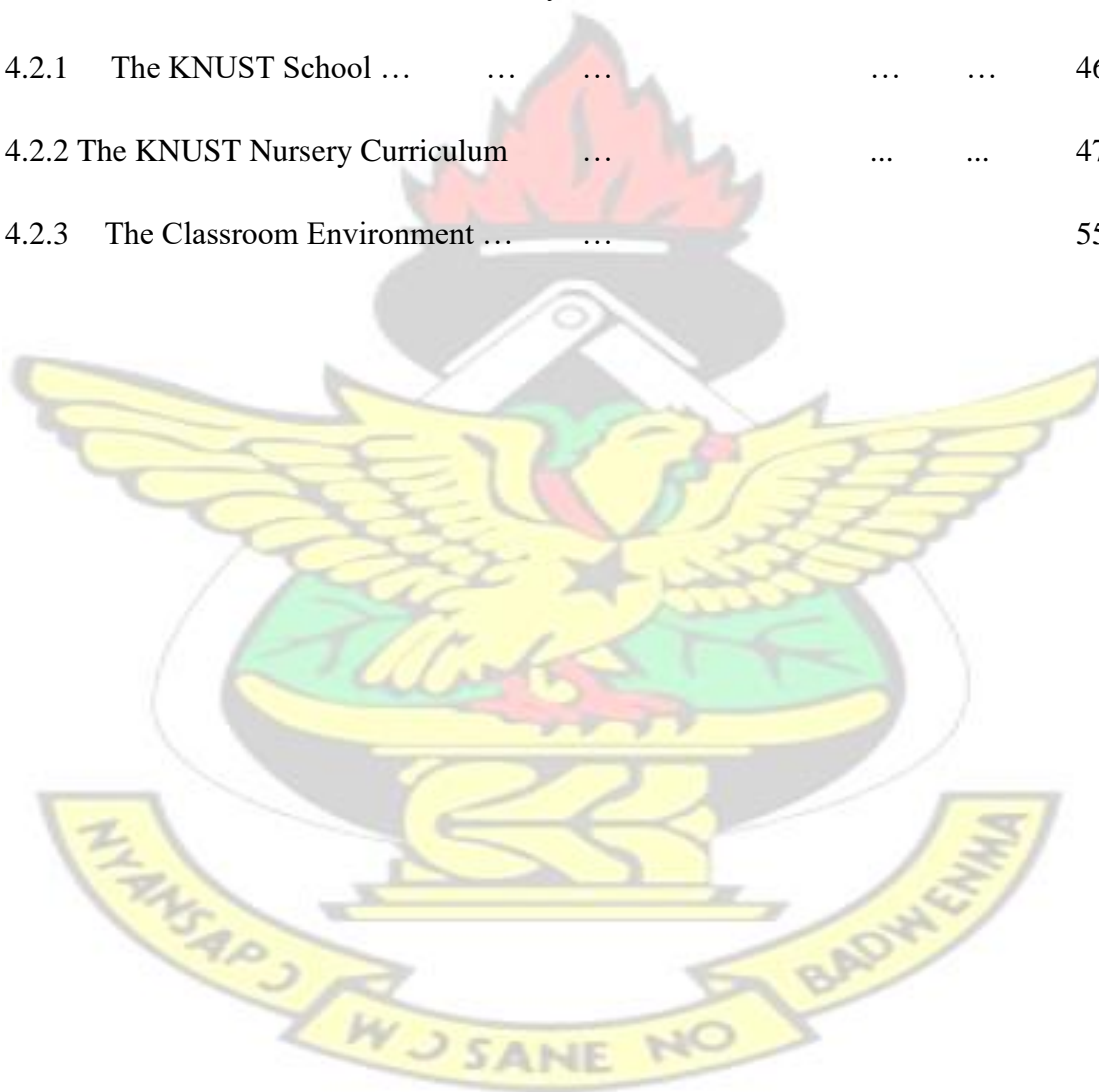 4.2.1 The KNUST School … … … … … 46
4.2.2 The KNUST Nursery Curriculum … ... ... 47
4.2.3 The Classroom Environment … … 55
NYANSAPƆ
WƆSANE NO
BADWENMA